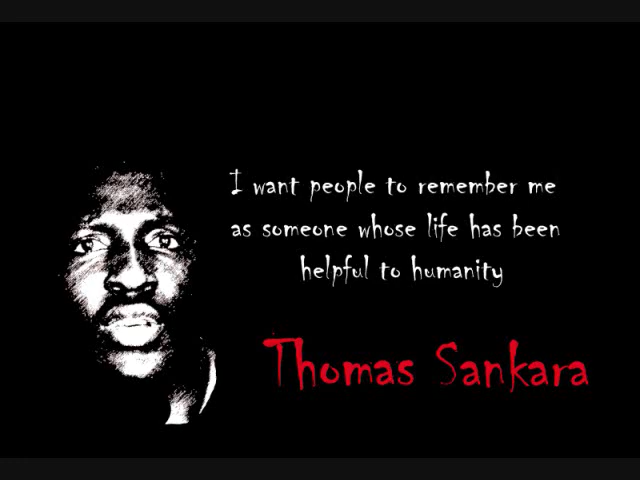 I want people to remember me
as someone whose life has been
helpful to humanity
Thomas Sankara